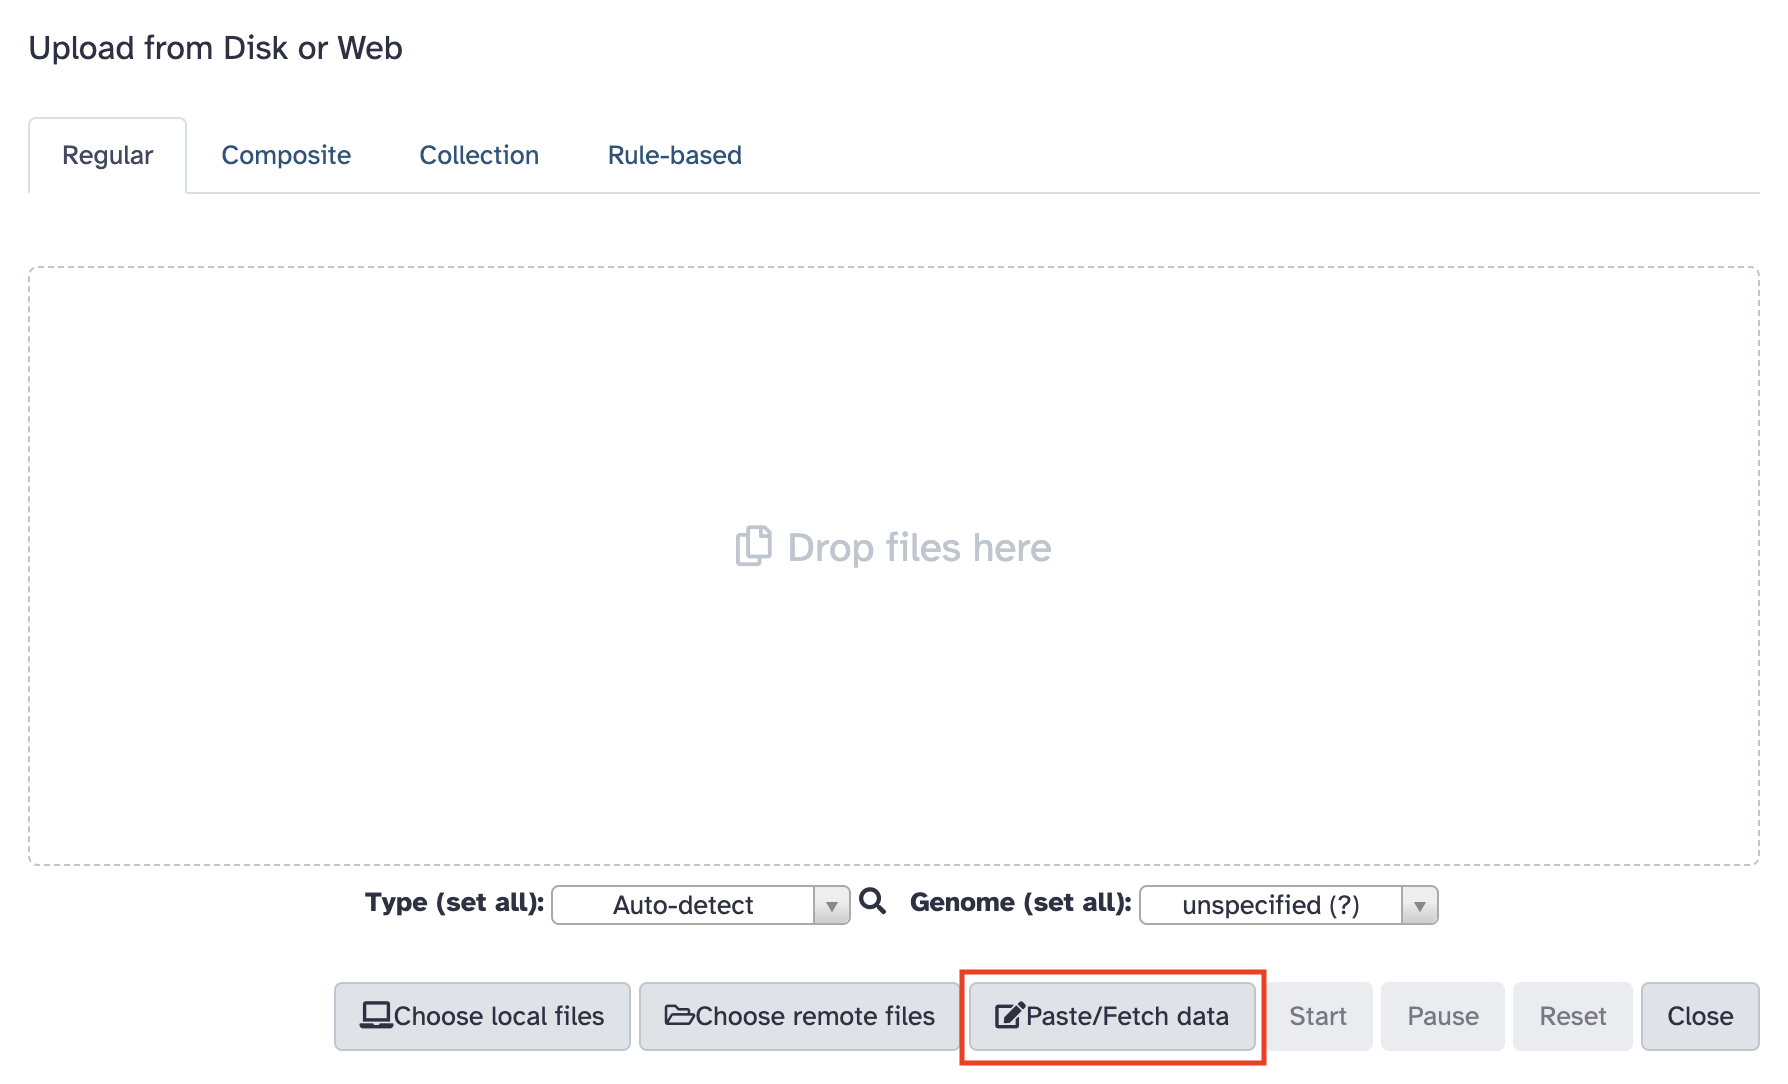 Upload from Disk or Web
Regular Composite Collection Rule-based
Drop files here
Type (set all): Auto-detect Genome (set all): unspecified (?)
Choose local files Choose remote files Paste/Fetch data Start Pause Reset Close